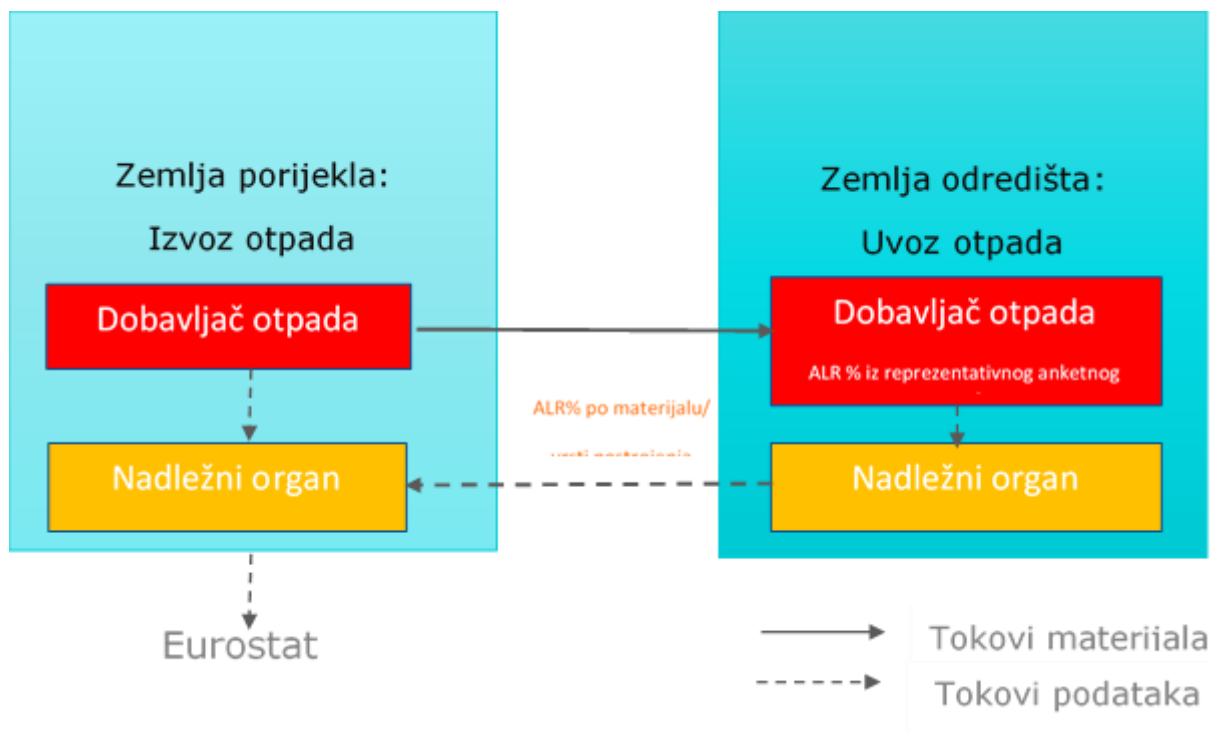 Zemlja porijekla:
Izvoz otpada
Dobavljač otpada
Nadležni organ
Eurostat
ALR% po materijalu/
Zemlja odredišta:
Uvoz otpada
Dobavljač otpada
ALR % iz reprezentativnog anketnog
Nadležni organ
Tokovi materijala
Tokovi podataka